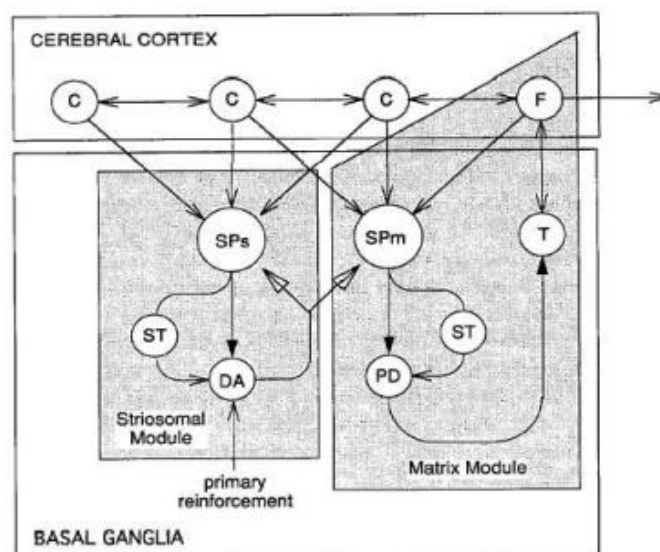 CEREBRAL CORTEX
C
C
C
F
SPs
SPm
T
ST
ST
DA
PD
Striosomal
Module
Matrix Module
primary
reinforcement
BASAL GANGLIA